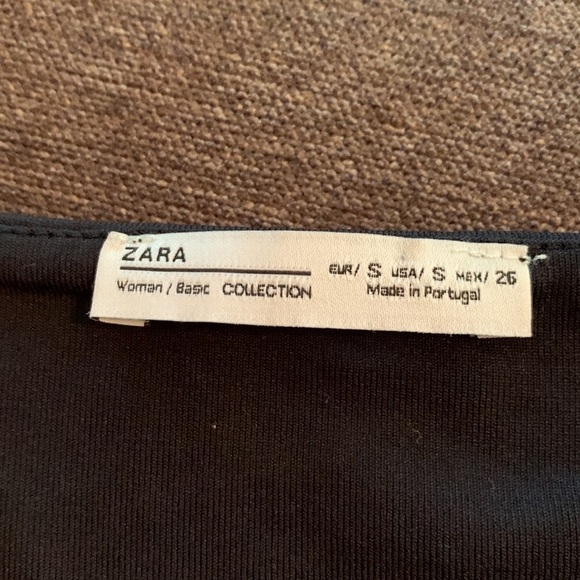 ZARA
Woman / Basic COLLECTION
EUR/ S USA/ S MEX/ 26
Made in Portugal